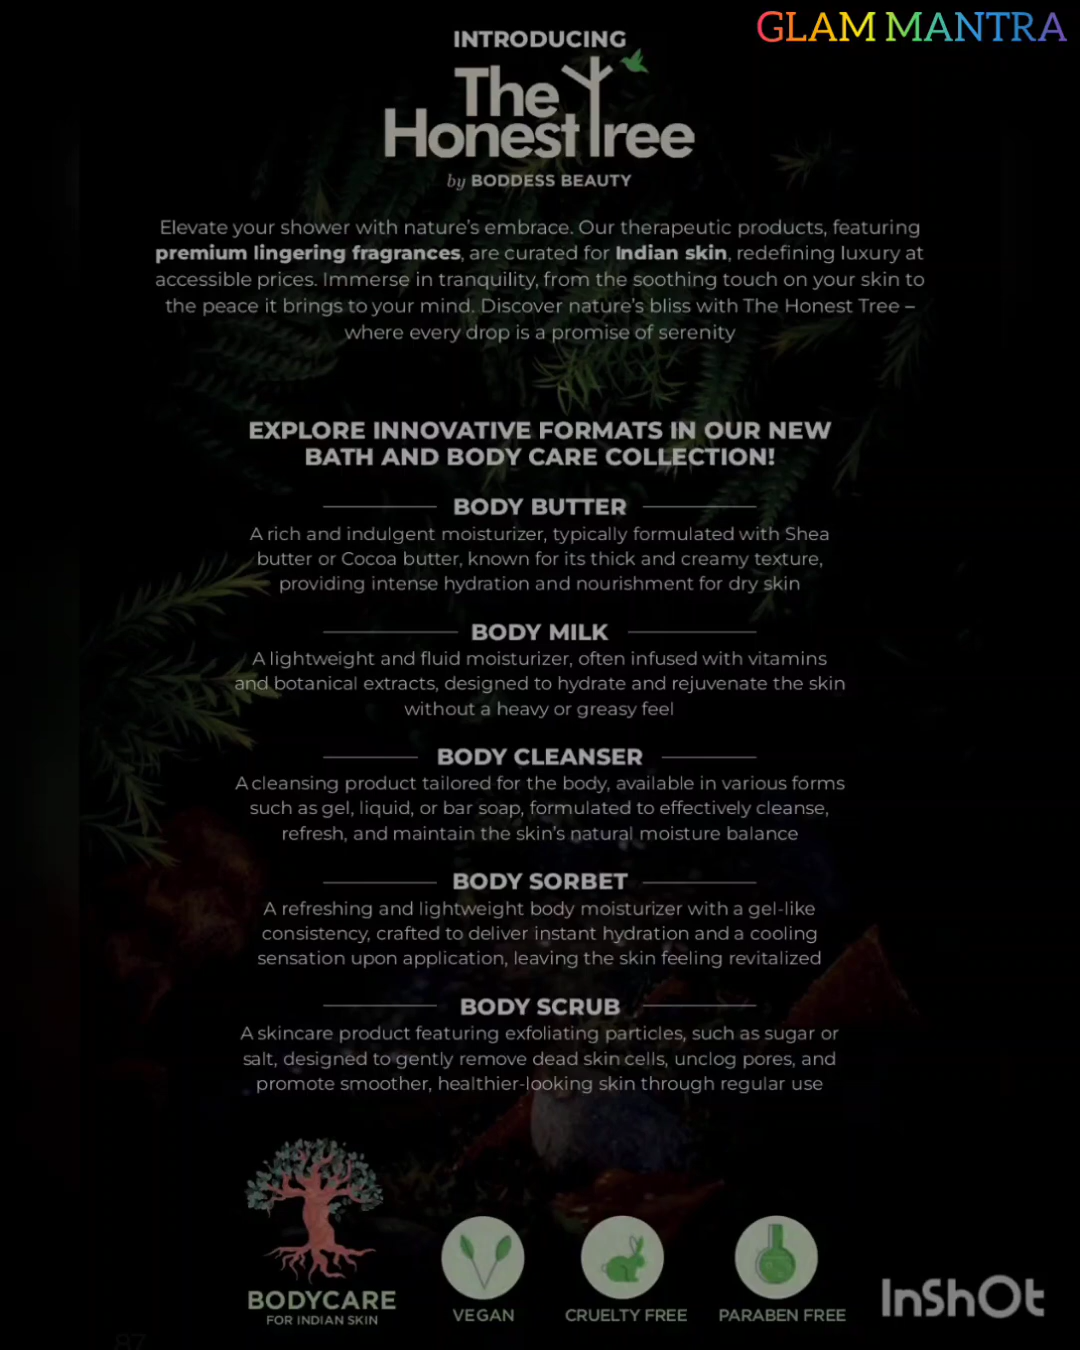 GLAM MANTRA
INTRODUCING
The
Honest Tree
by BODDESS BEAUTY
Elevate your shower with nature's embrace. Our therapeutic products, featuring
premium lingering fragrances, are curated for Indian skin, redefining luxury at
accessible prices. Immerse in tranquility, from the soothing touch on your skin to
the peace it brings to your mind. Discover nature's bliss with The Honest Tree –
where every drop is a promise of serenity
EXPLORE INNOVATIVE FORMATS IN OUR NEW
BATH AND BODY CARE COLLECTION!
BODY BUTTER
A rich and indulgent moisturizer, typically formulated with Shea
butter or Cocoa butter, known for its thick and creamy texture,
providing intense hydration and nourishment for dry skin
BODY MILK
A lightweight and fluid moisturizer, often infused with vitamins
and botanical extracts, designed to hydrate and rejuvenate the skin
without a heavy or greasy feel
BODY CLEANSER
A cleansing product tailored for the body, available in various forms
such as gel, liquid, or bar soap, formulated to effectively cleanse,
refresh, and maintain the skin's natural moisture balance
BODY SORBET
A refreshing and lightweight body moisturizer with a gel-like
consistency, crafted to deliver instant hydration and a cooling
sensation upon application, leaving the skin feeling revitalized
BODY SCRUB
A skincare product featuring exfoliating particles, such as sugar or
salt, designed to gently remove dead skin cells, unclog pores, and
promote smoother, healthier-looking skin through regular use
BODYCARE
FOR INDIAN SKIN
VEGAN
CRUELTY FREE
PARABEN FREE
InShOt
87